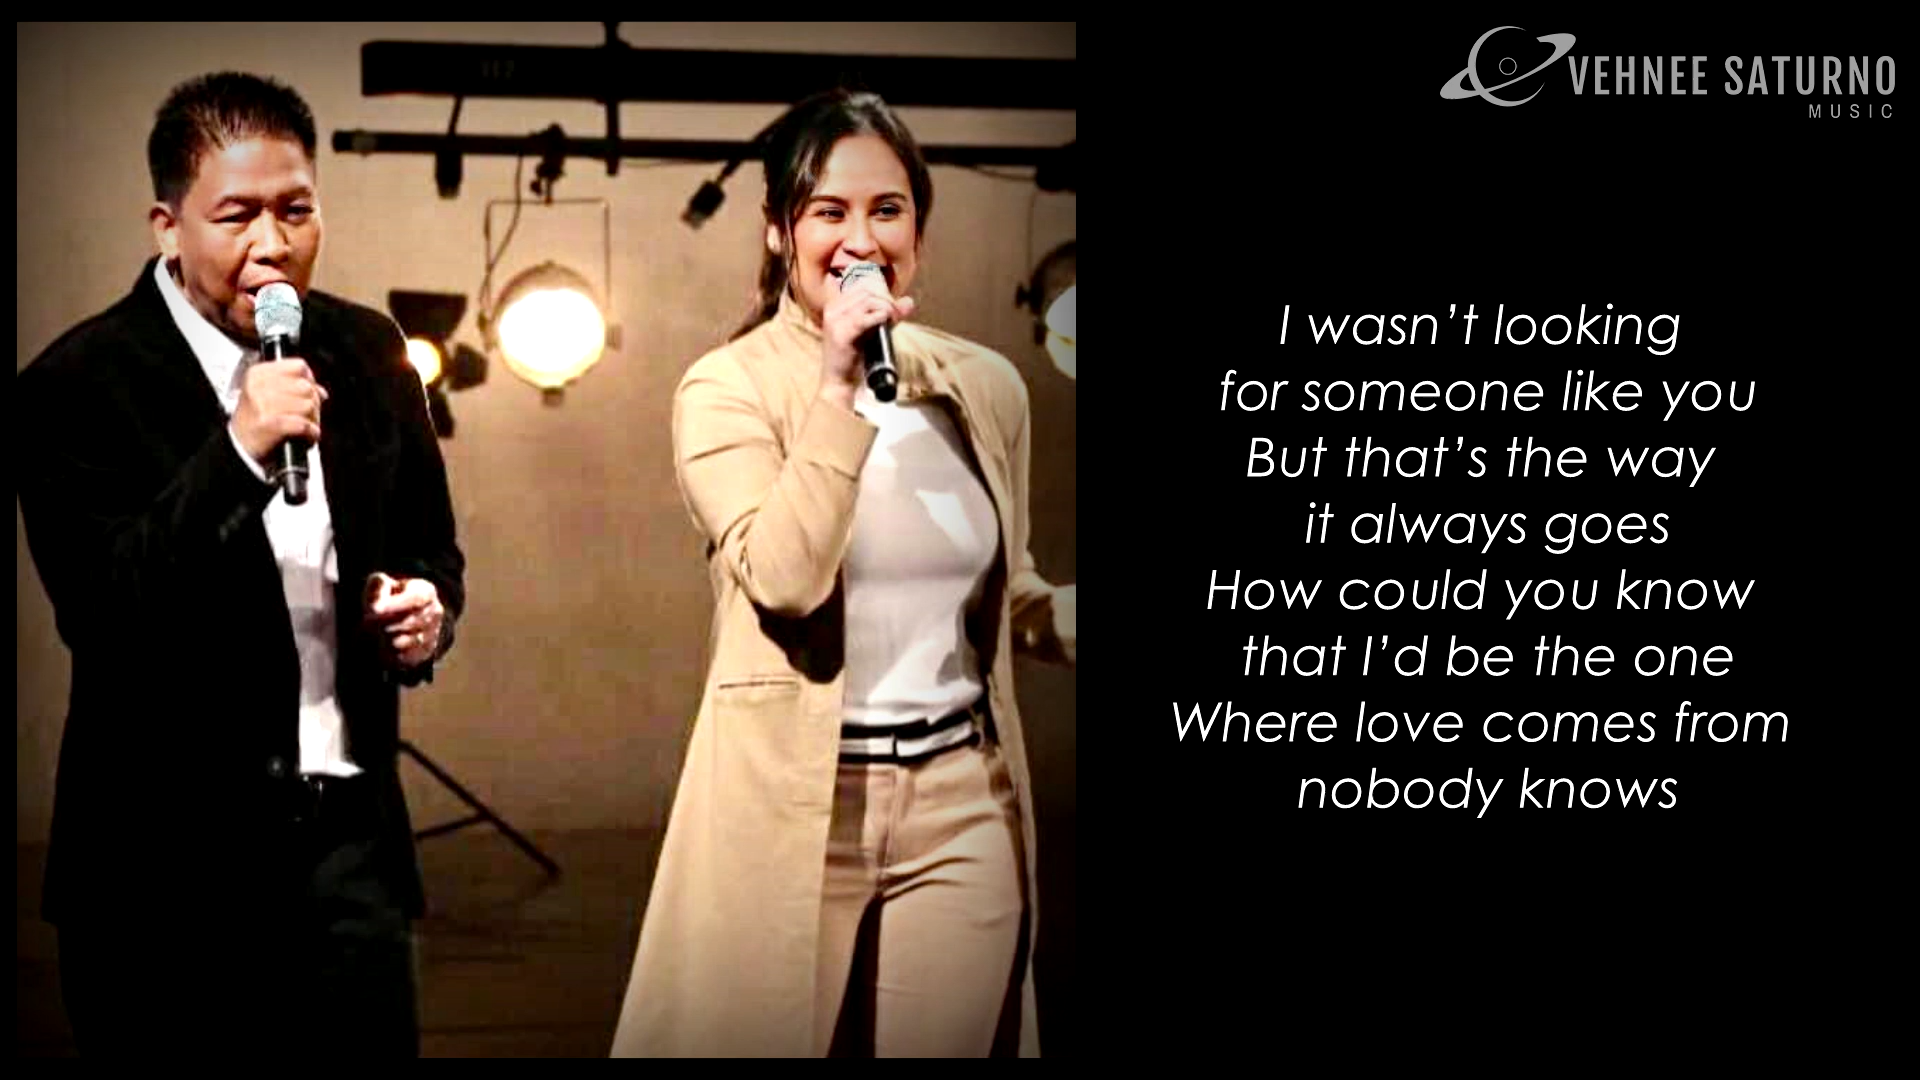 VEHNEE SATURNO
MUSIC
I wasn’t looking
for someone like you
But that’s the way
it always goes
How could you know
that I’d be the one
Where love comes from
nobody knows